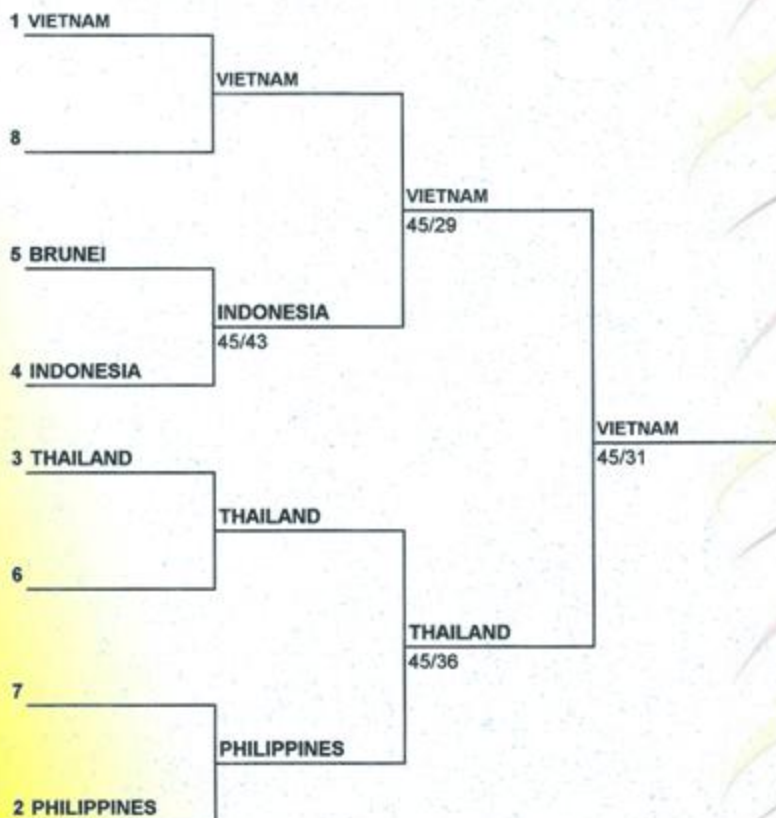 1 VIETNAM
VIETNAM
8
VIETNAM
45/29
5 BRUNEI
INDONESIA
45/43
4 INDONESIA
VIETNAM
45/31
3 THAILAND
THAILAND
6
THAILAND
45/36
7
PHILIPPINES
2 PHILIPPINES